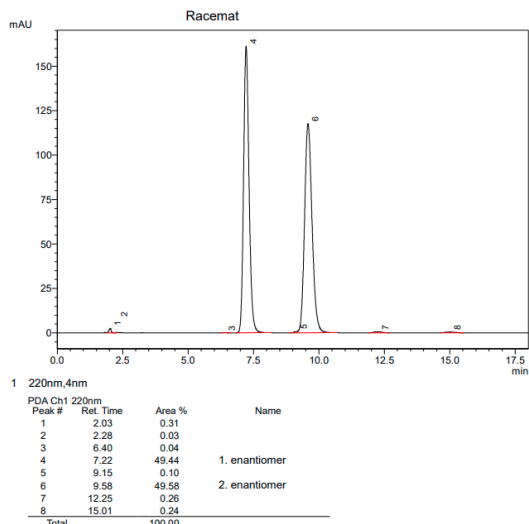 Racemat
mAU
150
125
100
75
50
25
0
1
2
3
4
5
6
7
8
0.0 2.5 5.0 7.5 10.0 12.5 15.0 17.5
min
1 220nm,4nm
PDA Ch1 220nm
Peak # Ret. Time Area % Name
1 2.03 0.31
2 2.28 0.03
3 6.40 0.04
4 7.22 49.44 1. enantiomer
5 9.15 0.10
6 9.58 49.58 2. enantiomer
7 12.25 0.26
8 15.01 0.24
Total 100.00